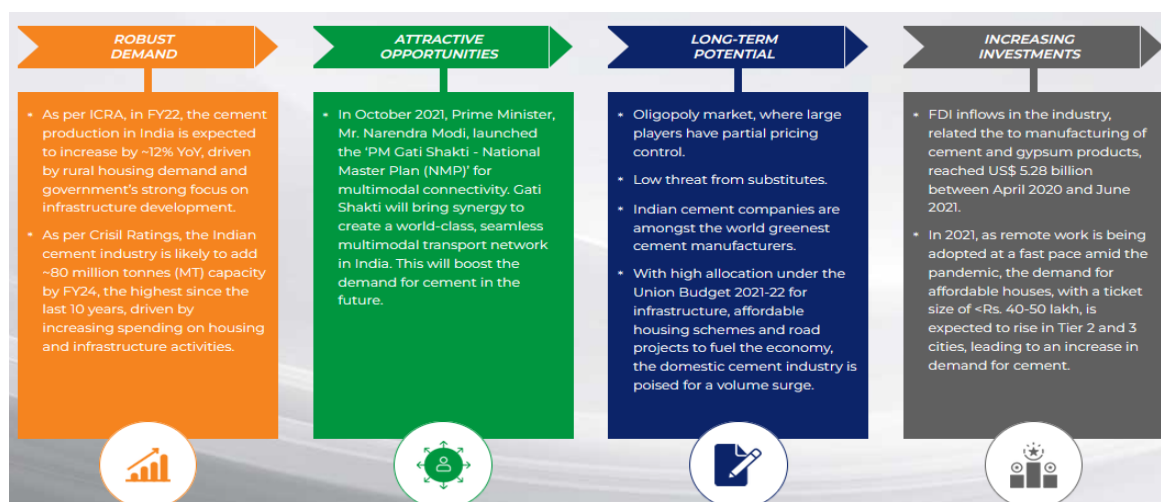 ROBUST
DEMAND
* As per ICRA, in FY22, the cement
production in India is expected
to increase by ~12% YoY, driven
by rural housing demand and
government's strong focus on
infrastructure development.
* As per Crisil Ratings, the Indian
cement industry is likely to add
~80 million tonnes (MT) capacity
by FY24, the highest since the
last 10 years, driven by
increasing spending on housing
and infrastructure activities.
ATTRACTIVE
OPPORTUNITIES
* In October 2021, Prime Minister,
Mr. Narendra Modi, launched
the 'PM Gati Shakti - National
Master Plan (NMP)' for
multimodal connectivity. Gati
Shakti will bring synergy to
create a world-class, seamless
multimodal transport network
in India. This will boost the
demand for cement in the
future.
LONG-TERM
POTENTIAL
* Oligopoly market, where large
players have partial pricing
control.
* Low threat from substitutes.
* Indian cement companies are
amongst the world greenest
cement manufacturers.
* With high allocation under the
Union Budget 2021-22 for
infrastructure, affordable
housing schemes and road
projects to fuel the economy,
the domestic cement industry is
poised for a volume surge.
INCREASING
INVESTMENTS
* FDI inflows in the industry,
related the to manufacturing of
cement and gypsum products,
reached US$ 5.28 billion
between April 2020 and June
2021.
* In 2021, as remote work is being
adopted at a fast pace amid the
pandemic, the demand for
affordable houses, with a ticket
size of <Rs. 40-50 lakh, is
expected to rise in Tier 2 and 3
cities, leading to an increase in
demand for cement.